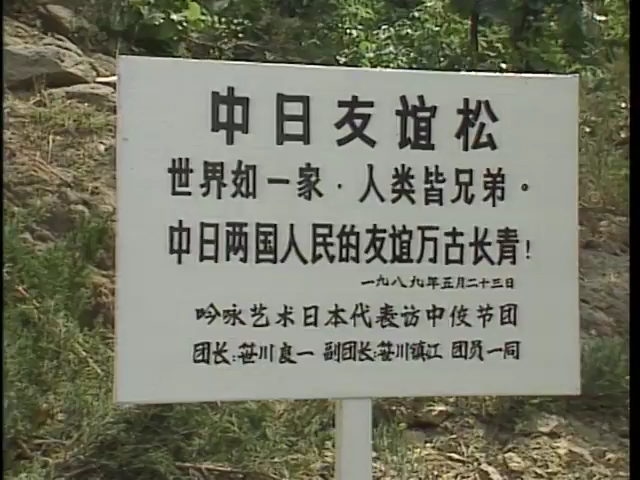 中日友谊松
世界如一家·人类皆兄弟。
中日两国人民的友谊万古长青!
一九八九年五月二十三日
吟咏艺术日本代表访中使节团
团长:笹川良一 副团长:笹川镇江 团员一同